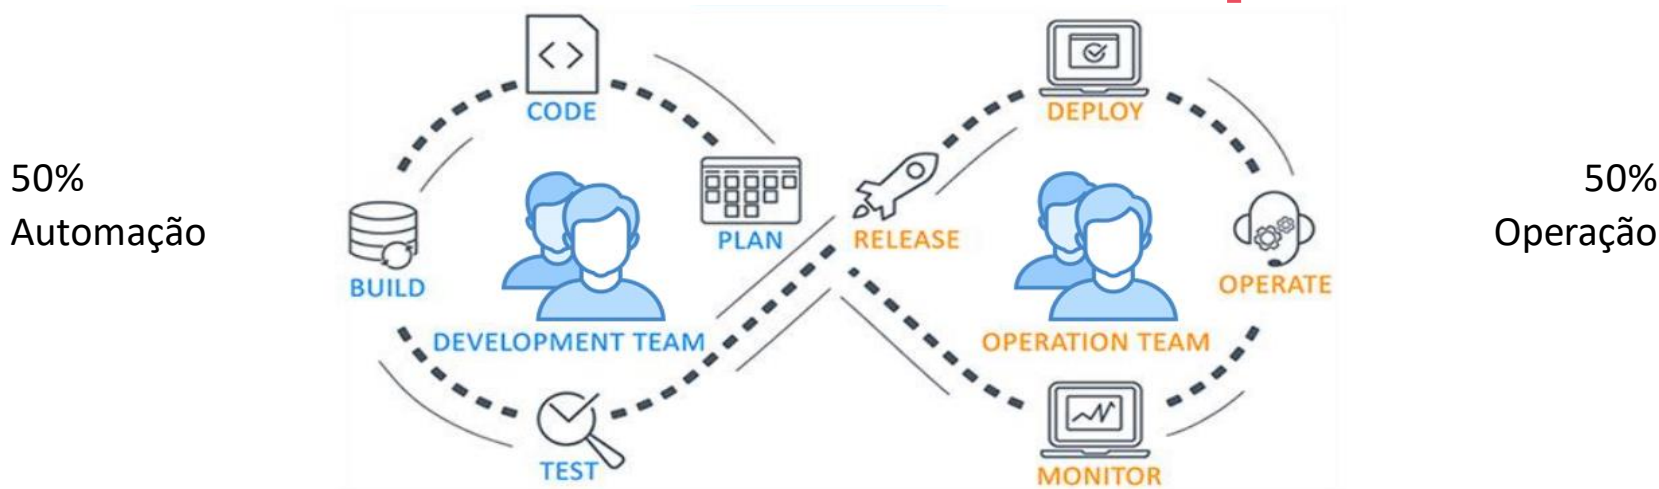 50%
Automação
CODE
PLAN
BUILD
DEVELOPMENT TEAM
TEST
RELEASE
DEPLOY
OPERATE
OPERATION TEAM
MONITOR
50%
Operação